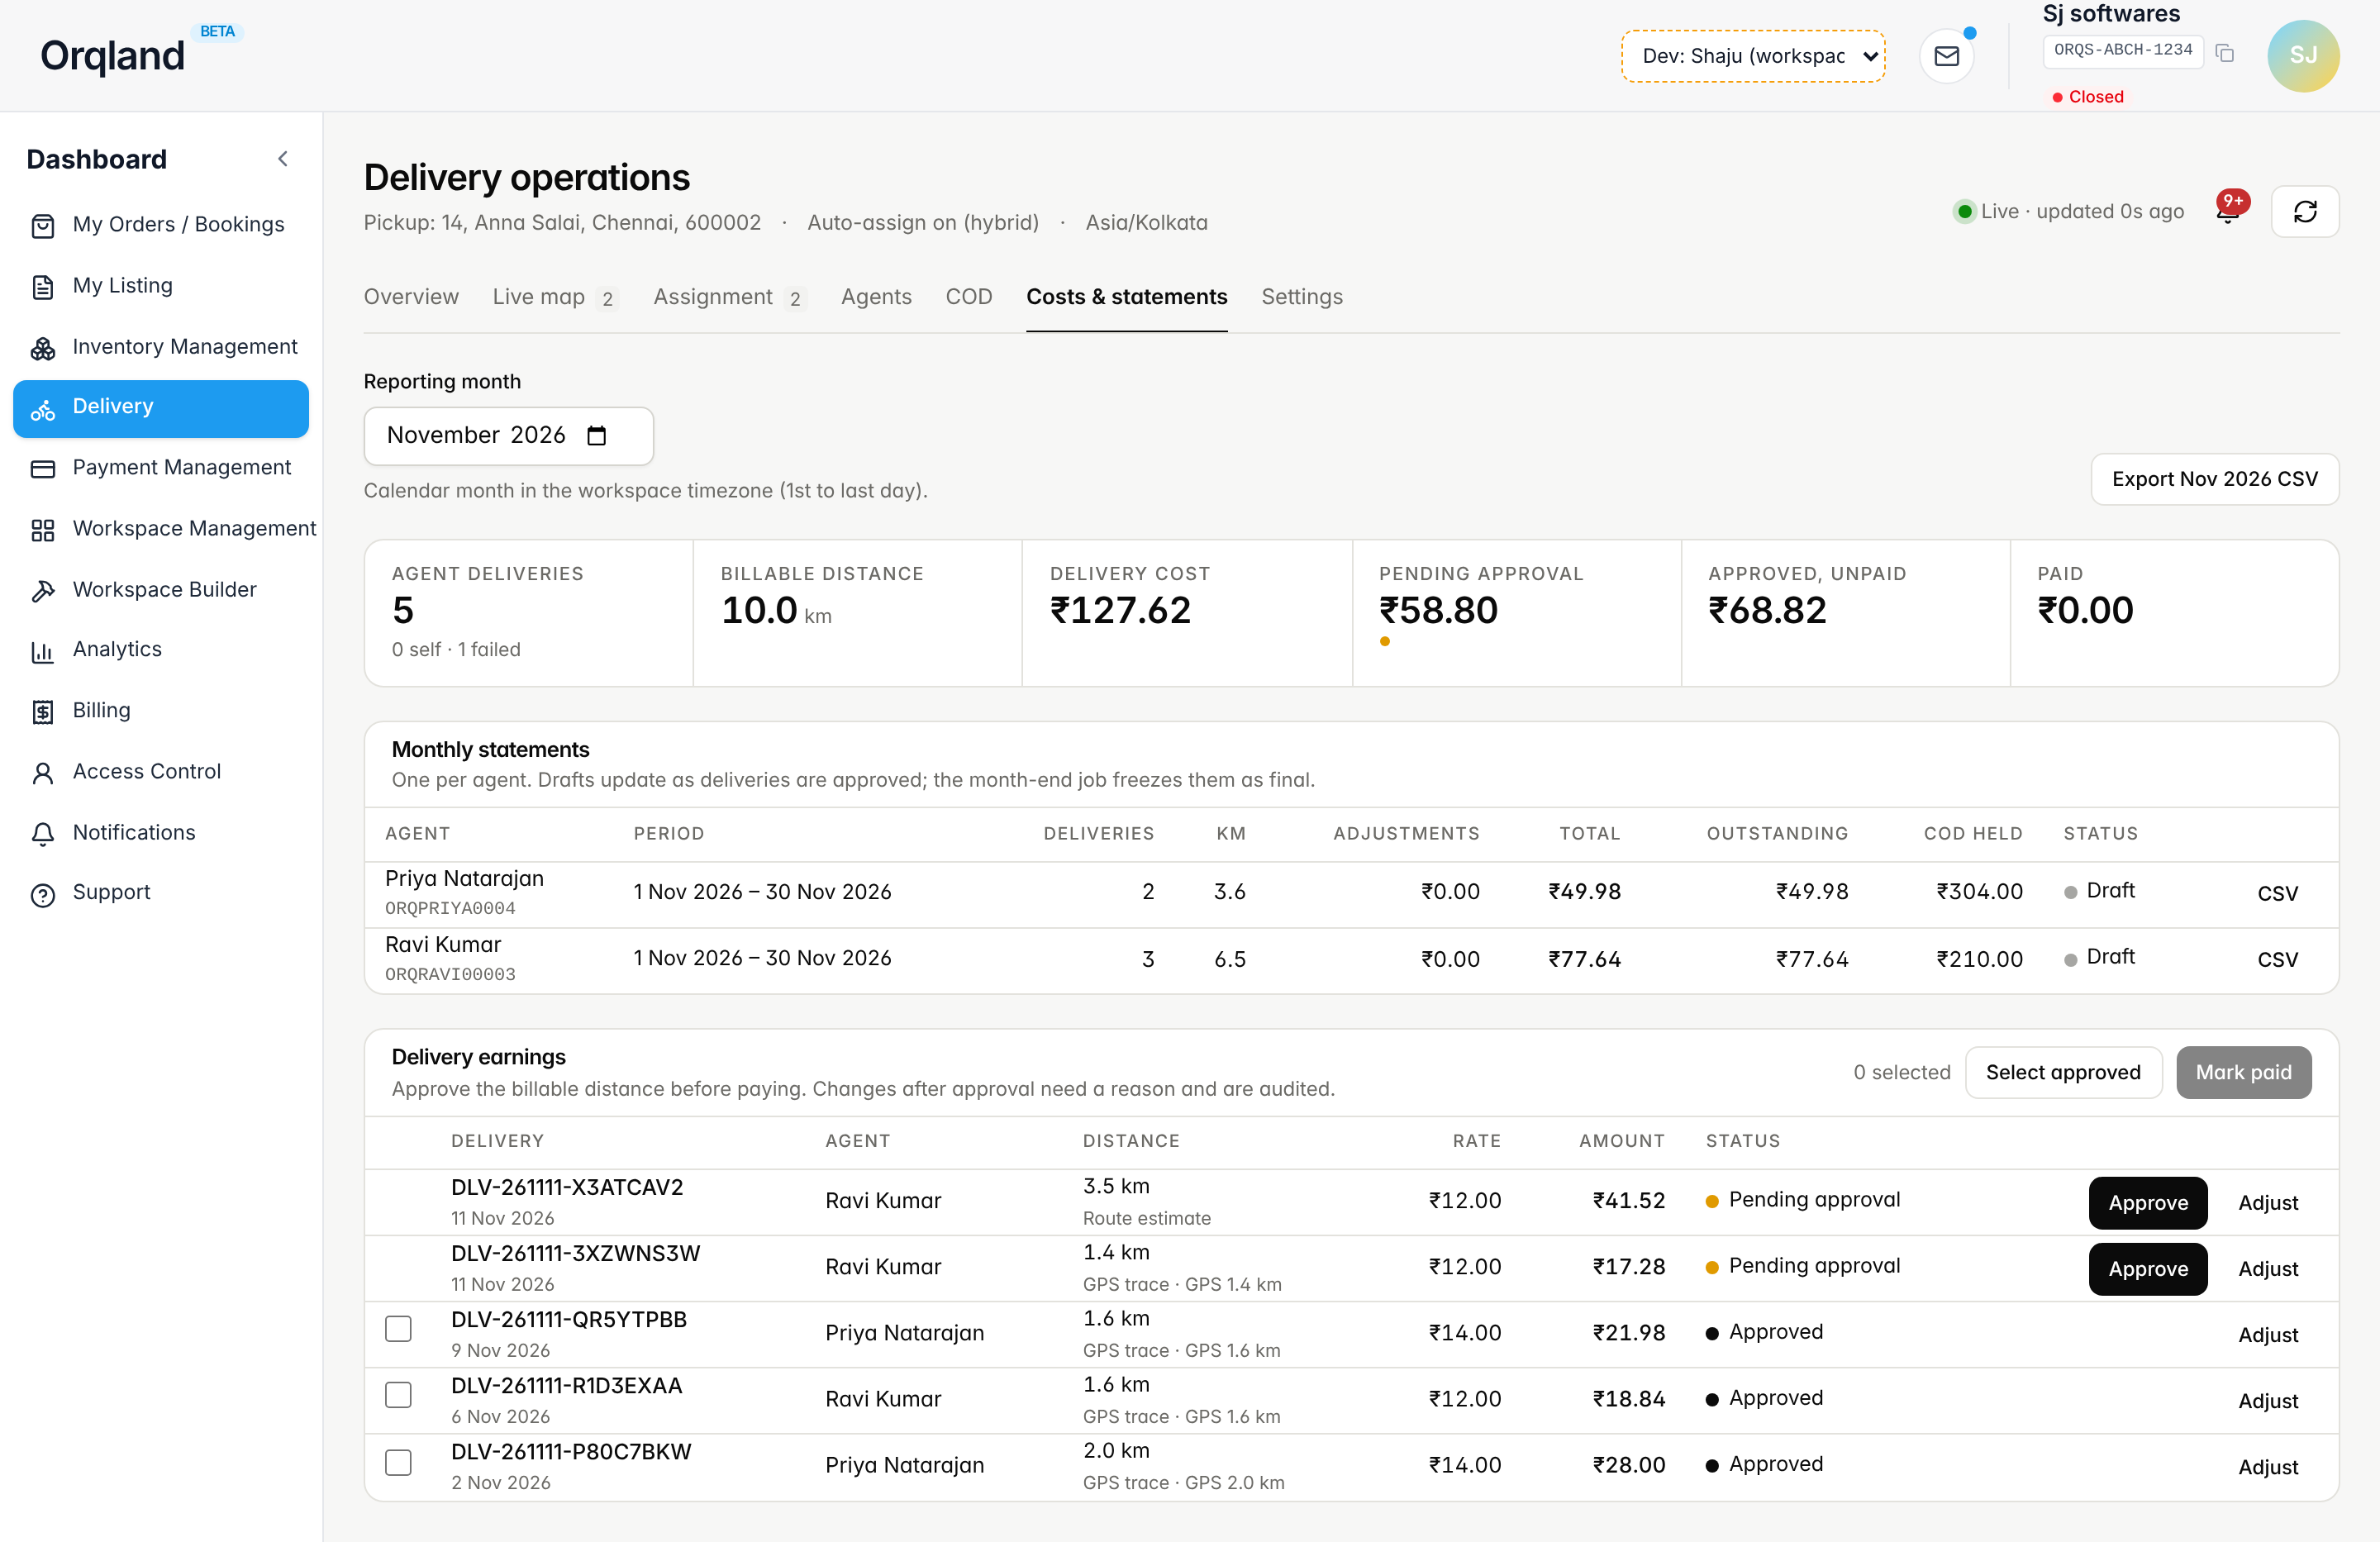 Orqland BETA
Dev: Shaju (workspac
Sj softwares
ORQS-ABCH-1234
Closed
SJ
Dashboard
My Orders / Bookings
My Listing
Inventory Management
Delivery
Payment Management
Workspace Management
Workspace Builder
Analytics
Billing
Access Control
Notifications
Support
Delivery operations
Pickup: 14, Anna Salai, Chennai, 600002 · Auto-assign on (hybrid) · Asia/Kolkata
Live · updated 0s ago
9+
Overview Live map 2 Assignment 2 Agents COD Costs & statements Settings
Reporting month
November 2026
Calendar month in the workspace timezone (1st to last day).
Export Nov 2026 CSV
AGENT DELIVERIES
5
0 self · 1 failed
BILLABLE DISTANCE
10.0 km
DELIVERY COST
₹127.62
PENDING APPROVAL
₹58.80
APPROVED, UNPAID
₹68.82
PAID
₹0.00
Monthly statements
One per agent. Drafts update as deliveries are approved; the month-end job freezes them as final.
AGENT PERIOD DELIVERIES KM ADJUSTMENTS TOTAL OUTSTANDING COD HELD STATUS
Priya Natarajan 1 Nov 2026 – 30 Nov 2026 2 3.6 ₹0.00 ₹49.98 ₹49.98 ₹304.00 Draft CSV
ORQPRIYA0004
Ravi Kumar 1 Nov 2026 – 30 Nov 2026 3 6.5 ₹0.00 ₹77.64 ₹77.64 ₹210.00 Draft CSV
ORQRAVI00003
Delivery earnings
Approve the billable distance before paying. Changes after approval need a reason and are audited.
0 selected Select approved Mark paid
DELIVERY AGENT DISTANCE RATE AMOUNT STATUS
DLV-261111-X3ATCAV2 Ravi Kumar 3.5 km ₹12.00 ₹41.52 Pending approval Approve Adjust
11 Nov 2026 Route estimate
DLV-261111-3XZWNS3W Ravi Kumar 1.4 km ₹12.00 ₹17.28 Pending approval Approve Adjust
11 Nov 2026 GPS trace · GPS 1.4 km
DLV-261111-QR5YTPBB Priya Natarajan 1.6 km ₹14.00 ₹21.98 Approved Adjust
9 Nov 2026 GPS trace · GPS 1.6 km
DLV-261111-R1D3EXAA Ravi Kumar 1.6 km ₹12.00 ₹18.84 Approved Adjust
6 Nov 2026 GPS trace · GPS 1.6 km
DLV-261111-P80C7BKW Priya Natarajan 2.0 km ₹14.00 ₹28.00 Approved Adjust
2 Nov 2026 GPS trace · GPS 2.0 km